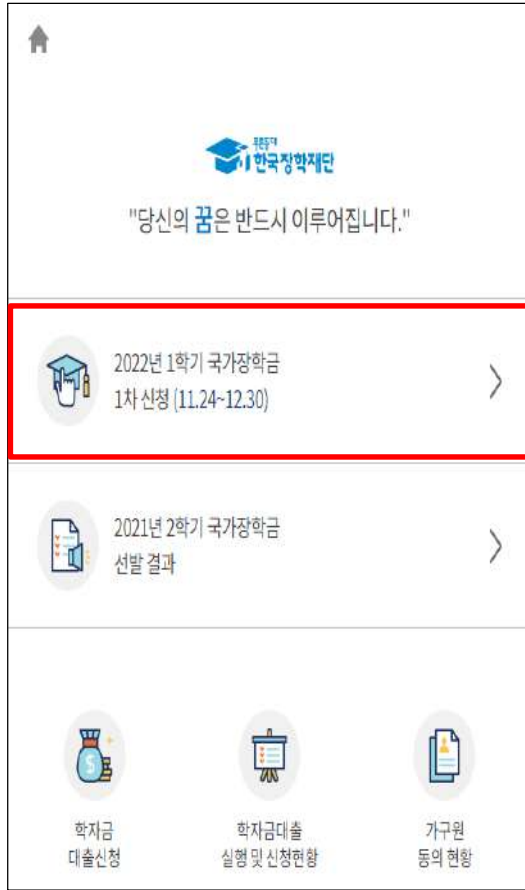 푸른등대
한국장학재단
"당신의 꿈은 반드시 이루어집니다."
2022년 1학기 국가장학금
1차 신청 (11.24~12.30)
2021년 2학기 국가장학금
선발 결과
학자금
대출신청
학자금대출
실행 및 신청현황
가구원
동의 현황